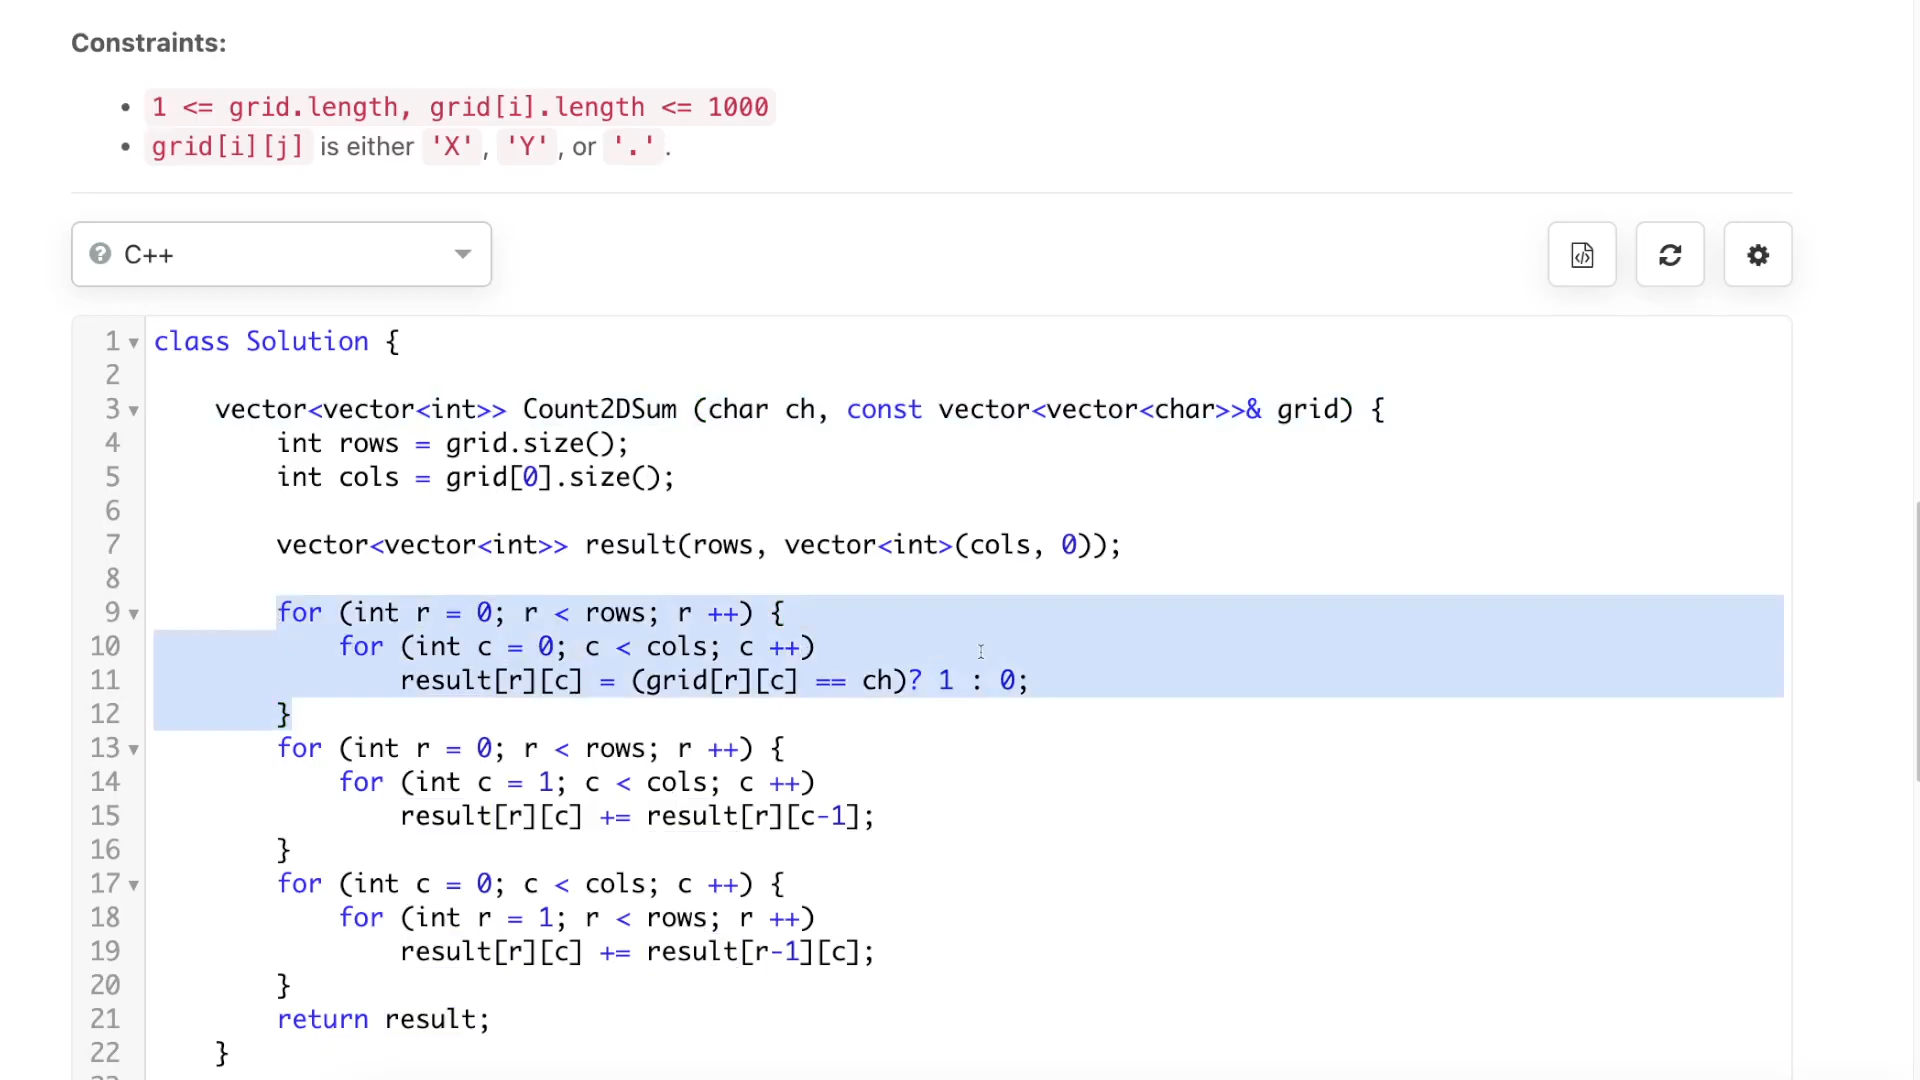 Constraints:
1 <= grid.length, grid[i].length <= 1000
grid[i][j] is either 'X', 'Y', or '.'.
C++
1 class Solution {
2
3 vector<vector<int>> Count2DSum (char ch, const vector<vector<char>>& grid) {
4 int rows = grid.size();
5 int cols = grid[0].size();
6
7 vector<vector<int>> result(rows, vector<int>(cols, 0));
8
9 for (int r = 0; r < rows; r ++) {
10 for (int c = 0; c < cols; c ++)
11 result[r][c] = (grid[r][c] == ch)? 1 : 0;
12 }
13 for (int r = 0; r < rows; r ++) {
14 for (int c = 1; c < cols; c ++)
15 result[r][c] += result[r][c-1];
16 }
17 for (int c = 0; c < cols; c ++) {
18 for (int r = 1; r < rows; r ++)
19 result[r][c] += result[r-1][c];
20 }
21 return result;
22 }